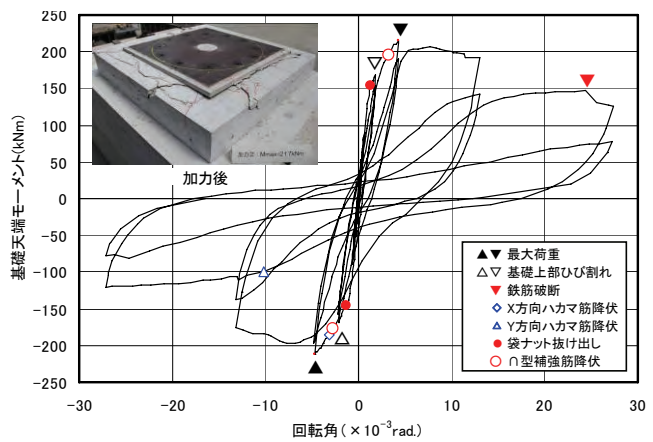 基礎天端モーメント(kNm)
250
200
150
100
50
0
−50
−100
−150
−200
−250
加力後
▲▼ 最大荷重
△▽ 基礎上部ひび割れ
▼ 鉄筋破断
◇ X方向ハカマ筋降伏
△ Y方向ハカマ筋降伏
● 袋ナット抜け出し
○ ∩型補強筋降伏
−30
−20
−10
0
10
20
30
回転角(×10⁻³rad.)